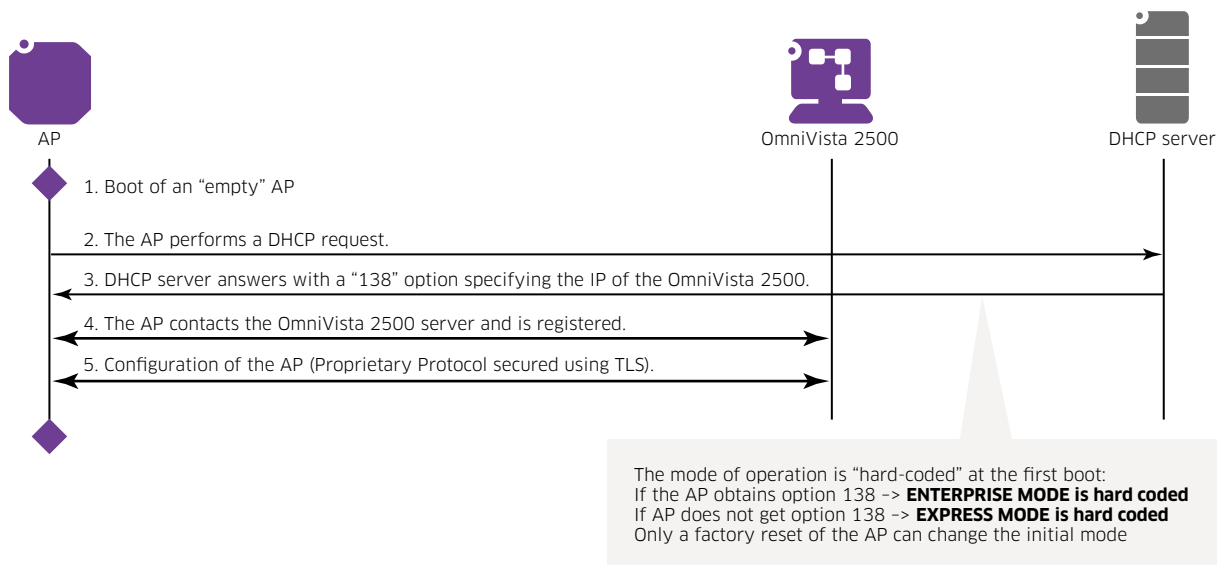 AP
OmniVista 2500
DHCP server
1. Boot of an “empty” AP
2. The AP performs a DHCP request.
3. DHCP server answers with a “138” option specifying the IP of the OmniVista 2500.
4. The AP contacts the OmniVista 2500 server and is registered.
5. Configuration of the AP (Proprietary Protocol secured using TLS).
The mode of operation is “hard-coded” at the first boot:
If the AP obtains option 138 –> ENTERPRISE MODE is hard coded
If AP does not get option 138 –> EXPRESS MODE is hard coded
Only a factory reset of the AP can change the initial mode